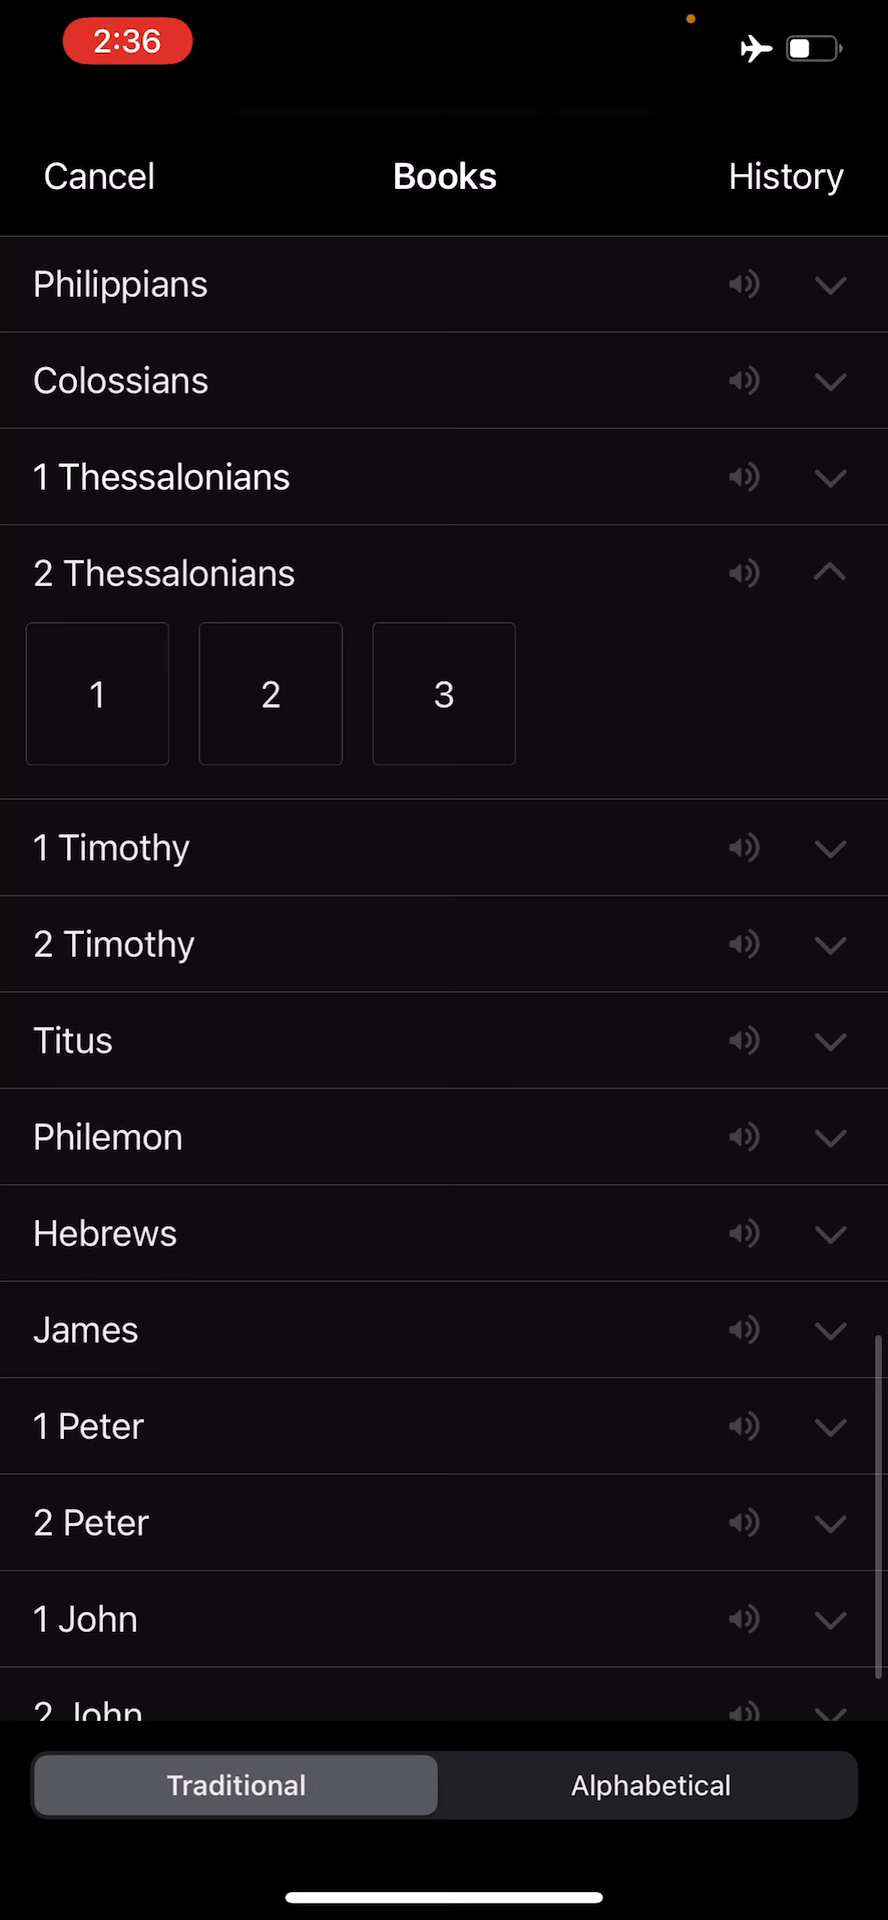 2:36
Cancel Books History
Philippians
Colossians
1 Thessalonians
2 Thessalonians
1 2 3
1 Timothy
2 Timothy
Titus
Philemon
Hebrews
James
1 Peter
2 Peter
1 John
2 John
Traditional Alphabetical